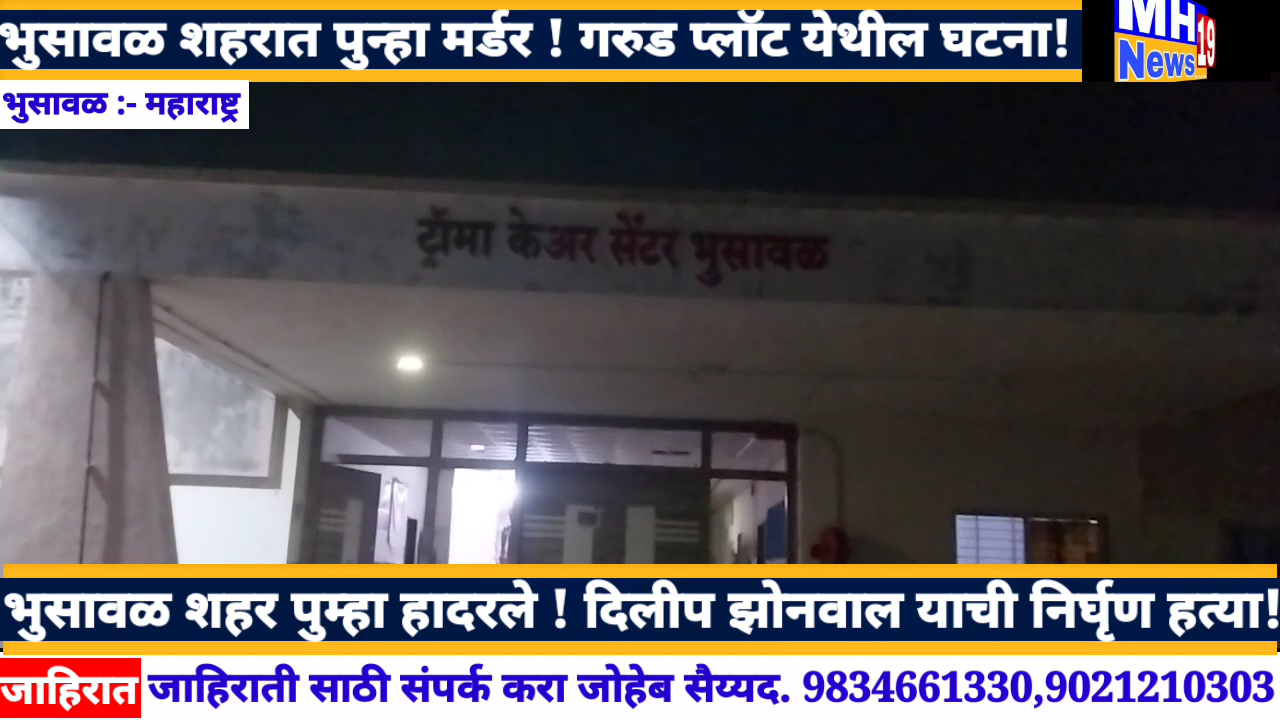 भुसावळ शहरात पुन्हा मर्डर ! गरुड प्लॉट येथील घटना!
MH 19
News
भुसावळ :- महाराष्ट्र
ट्रॉमा केअर सेंटर भुसावळ
भुसावळ शहर पुम्हा हादरले ! दिलीप झोनवाल याची निर्घृण हत्या!
जाहिरात जाहिराती साठी संपर्क करा जोहेब सैय्यद. 9834661330,9021210303